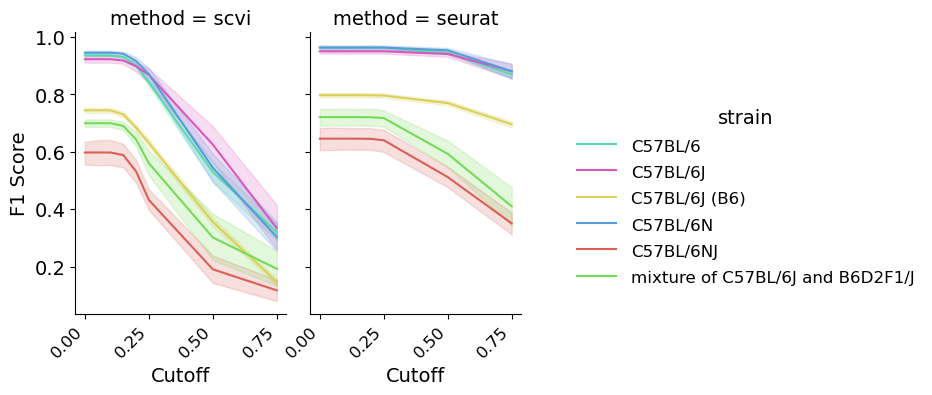 method = scvi
method = seurat
1.0
0.8
0.6
0.4
0.2
F1 Score
0.00
0.25
0.50
0.75
Cutoff
0.00
0.25
0.50
0.75
Cutoff
strain
C57BL/6
C57BL/6J
C57BL/6J (B6)
C57BL/6N
C57BL/6NJ
mixture of C57BL/6J and B6D2F1/J